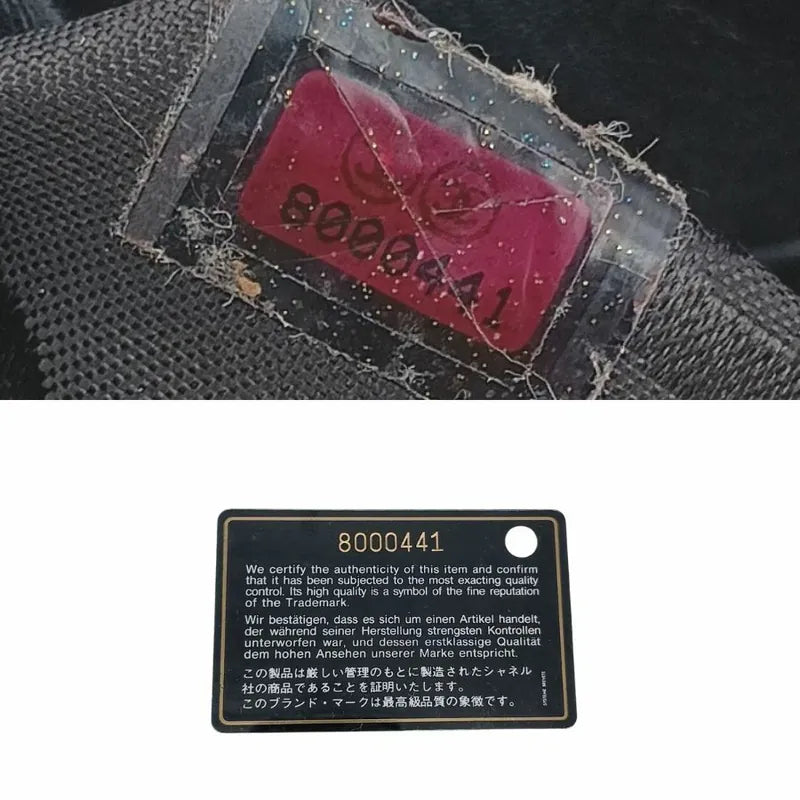 8000441
8000441
We certify the authenticity of this item and confirm
that it has been subjected to the most exacting quality
control. Its high quality is a symbol of the fine reputation
of the Trademark.
Wir bestätigen, dass es sich um einen Artikel handelt,
der während seiner Herstellung strengsten Kontrollen
unterworfen war, und dessen erstklassige Qualität
dem hohen Ansehen unserer Marke entspricht.
この製品は厳しい管理のもとに製造されたシャネル
社の商品であることを証明いたします。
このブランド・マークは最高級品質の象徴です。